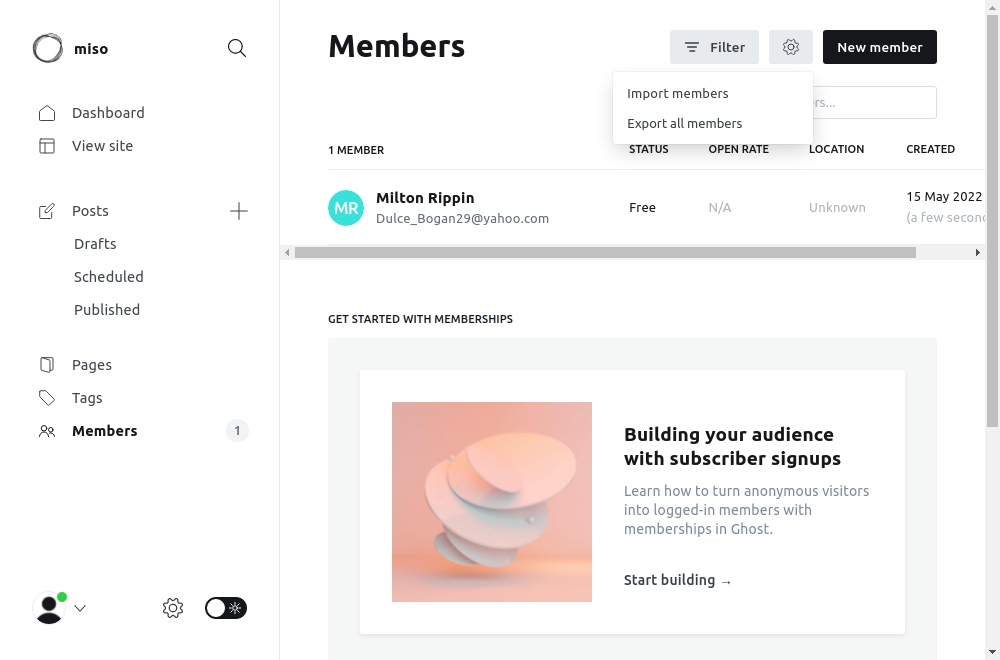 miso
Dashboard
View site
Posts
Drafts
Scheduled
Published
Pages
Tags
Members
1
Members
Filter
New member
Import members
Export all members
1 MEMBER
STATUS
OPEN RATE
LOCATION
CREATED
MR
Milton Rippin
Dulce_Bogan29@yahoo.com
Free
N/A
Unknown
15 May 2022
(a few
GET STARTED WITH MEMBERSHIPS
Building your audience
with subscriber signups
Learn how to turn anonymous visitors
into logged-in members with
memberships in Ghost.
Start building →